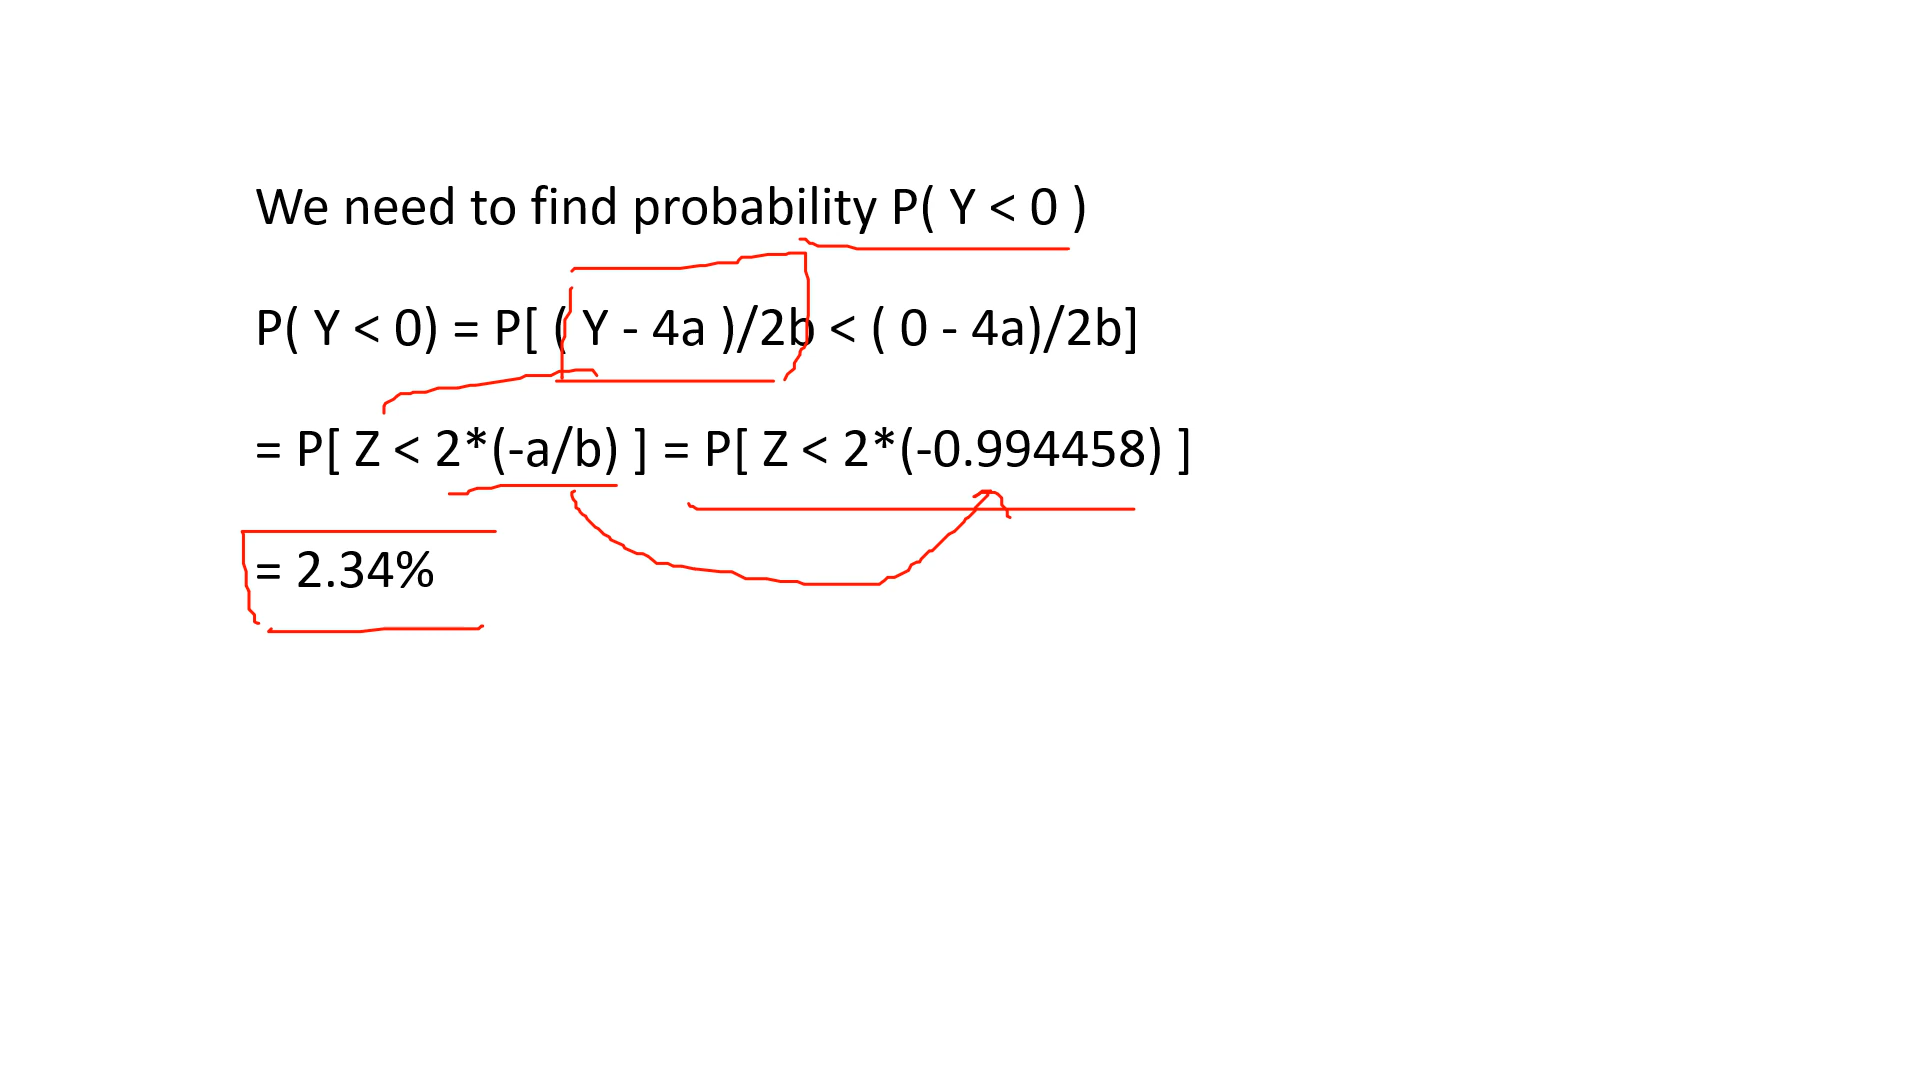 We need to find probability P( Y < 0 )
P( Y < 0) = P[ ( Y - 4a )/2b < ( 0 - 4a)/2b]
= P[ Z < 2*(-a/b) ] = P[ Z < 2*(-0.994458) ]
= 2.34%